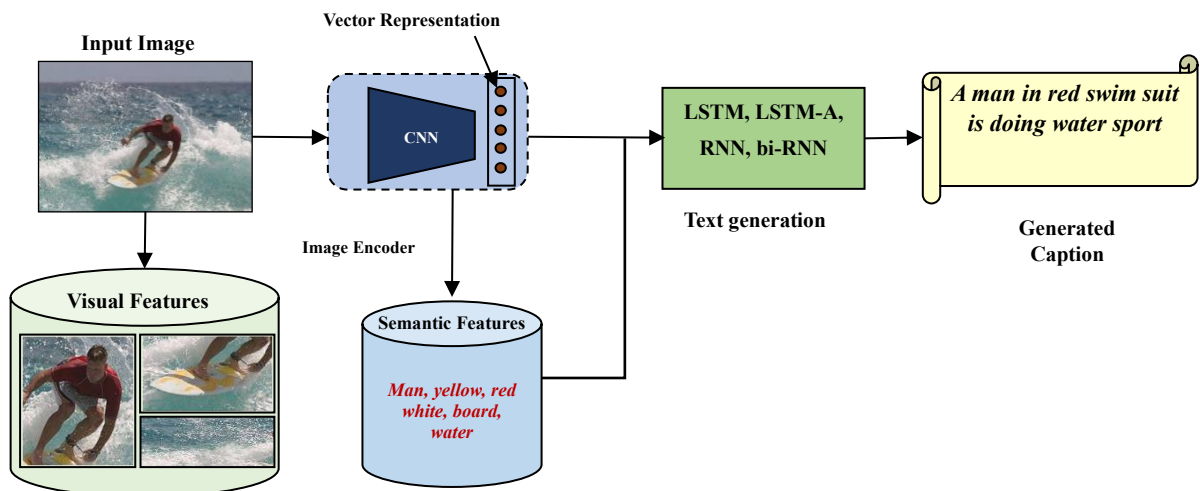 Vector Representation
Input Image
CNN
LSTM, LSTM-A,
RNN, bi-RNN
A man in red swim suit
is doing water sport
Text generation
Generated
Caption
Image Encoder
Visual Features
Semantic Features
Man, yellow, red
white, board,
water